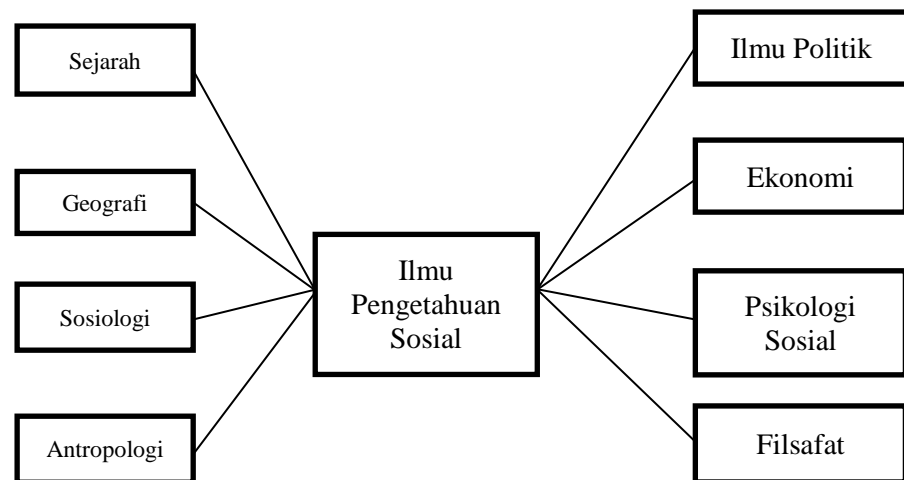 Sejarah
Geografi
Sosiologi
Antropologi
Ilmu
Pengetahuan
Sosial
Ilmu Politik
Ekonomi
Psikologi
Sosial
Filsafat